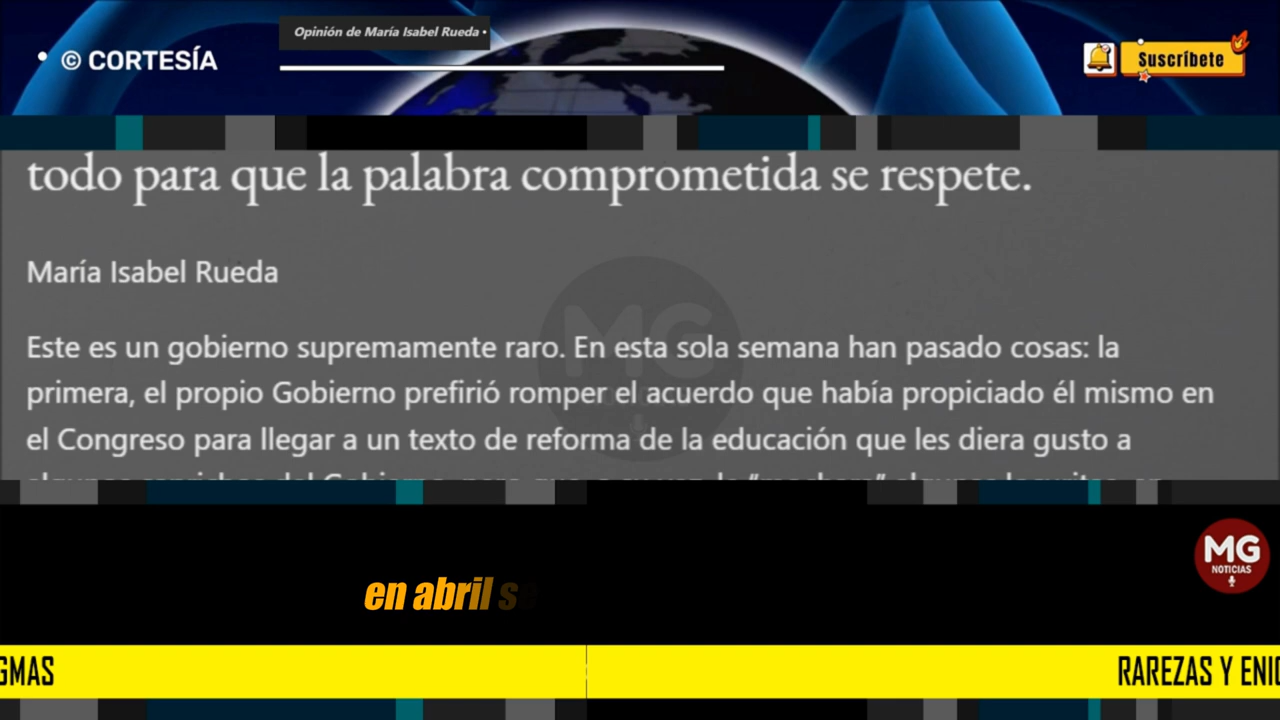 Opinión de María Isabel Rueda •
© CORTESÍA
Suscríbete
todo para que la palabra comprometida se respete.
María Isabel Rueda
Este es un gobierno supremamente raro. En esta sola semana han pasado cosas: la
primera, el propio Gobierno prefirió romper el acuerdo que había propiciado él mismo en
el Congreso para llegar a un texto de reforma de la educación que les diera gusto a
MG
MG
NOTICIAS
en abril se
GMAS
RAREZAS Y ENIG